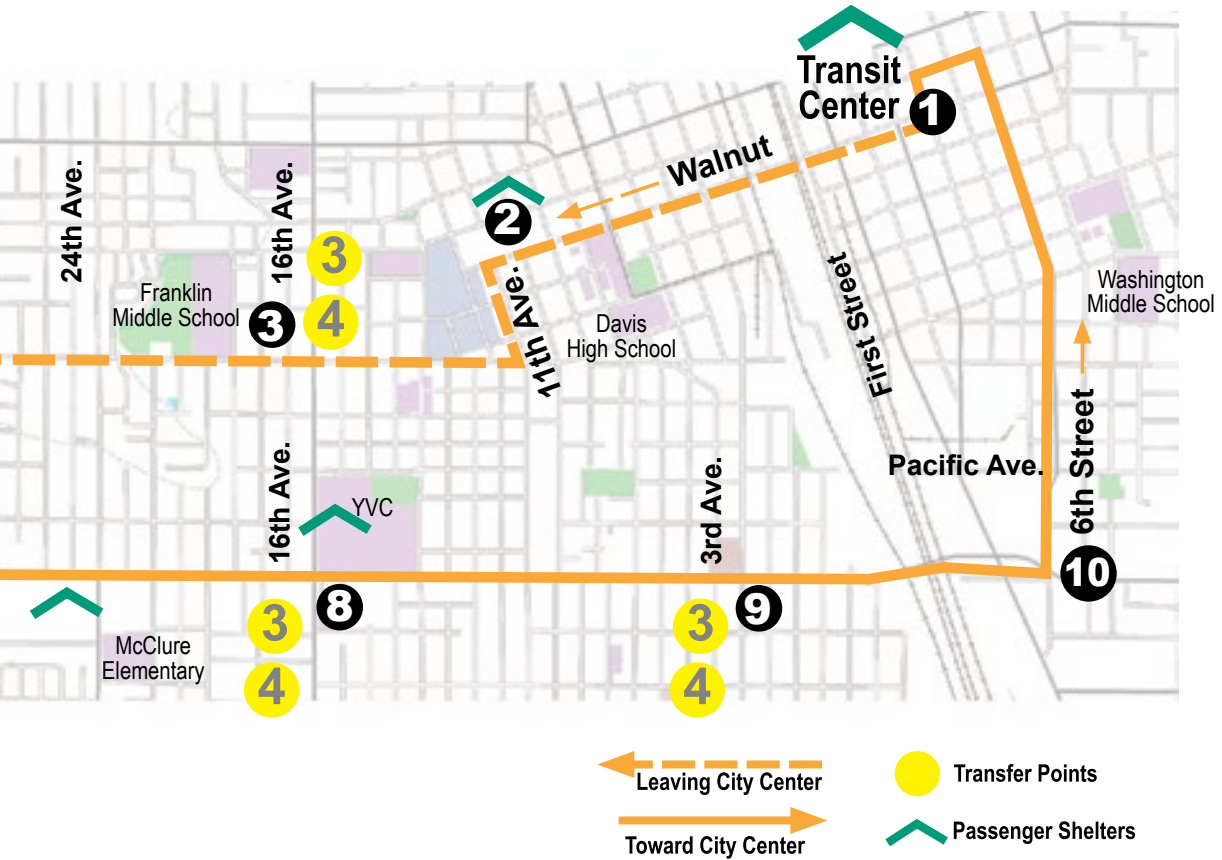 Transit
Center
1
Walnut
2
24th Ave.
16th Ave.
3
4
Franklin
Middle School
3
11th Ave.
Davis
High School
First Street
Washington
Middle School
Pacific Ave.
6th Street
16th Ave.
YVC
3rd Ave.
10
8
9
3
4
3
4
McClure
Elementary
Leaving City Center
Toward City Center
Transfer Points
Passenger Shelters